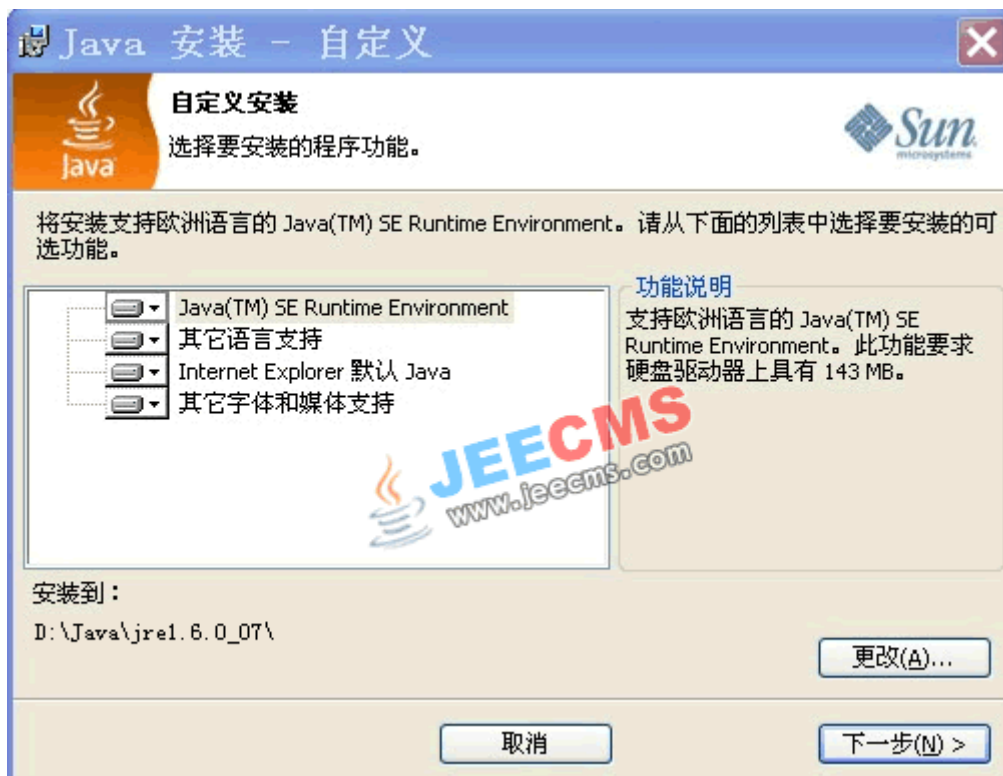 Java 安装 - 自定义
自定义安装
选择要安装的程序功能。
Java
Sun
microsystems
将安装支持欧洲语言的 Java(TM) SE Runtime Environment。请从下面的列表中选择要安装的可
选功能。
Java(TM) SE Runtime Environment
其它语言支持
Internet Explorer 默认 Java
其它字体和媒体支持
功能说明
支持欧洲语言的 Java(TM) SE
Runtime Environment。此功能要求
硬盘驱动器上具有 143 MB。
JEECMS
www.jeecms.com
安装到：
D:\Java\jre1.6.0_07\
更改(A)...
取消
下一步(N) >